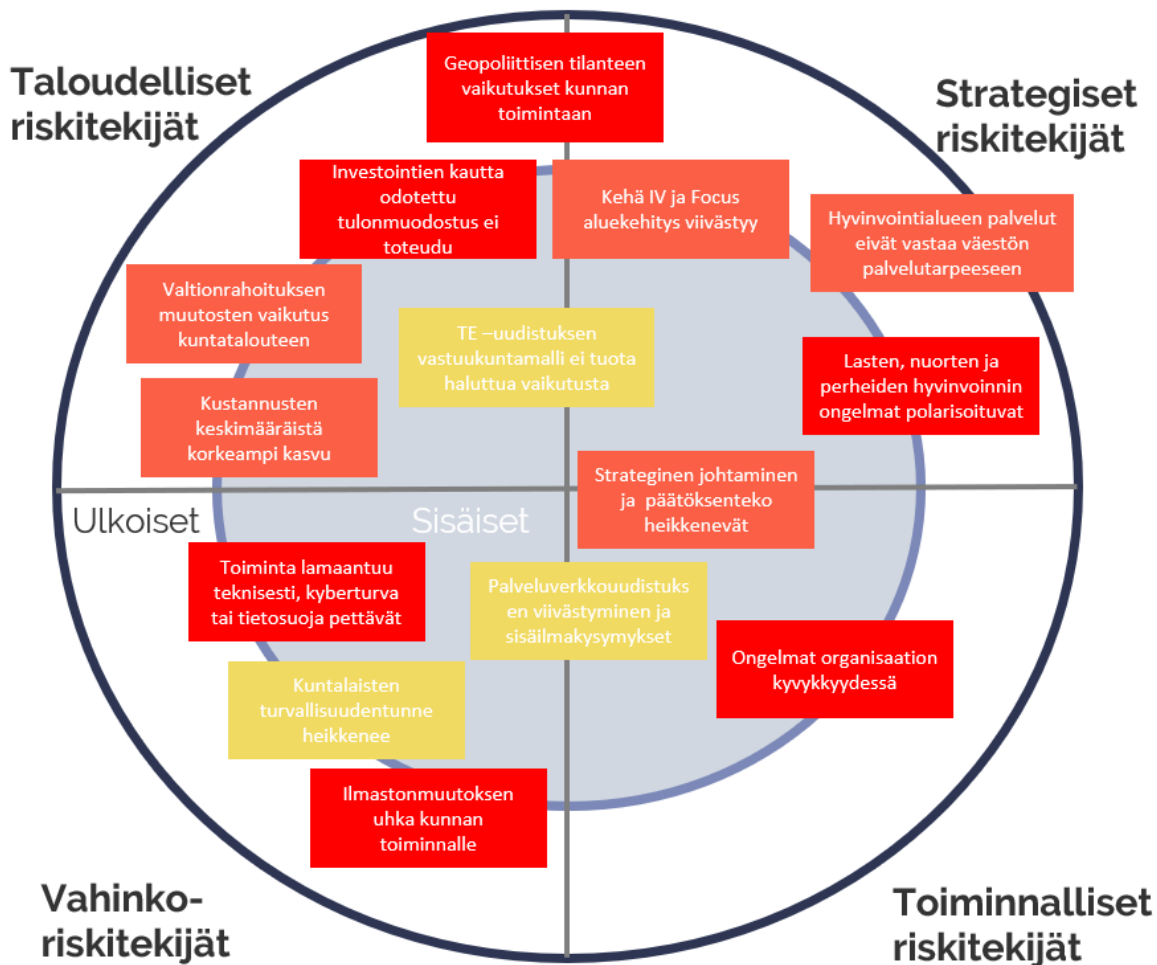 Taloudelliset
riskitekijät
Geopoliittisen tilanteen
vaikutukset kunnan
toimintaan
Strategiset
riskitekijät
Investointien kautta
odotettu
tulonmuodostus ei
toteudu
Kehä IV ja Focus
aluekehitys viivästyy
Hyvinvointialueen palvelut
eivät vastaa väestön
palvelutarpeeseen
Valtionrahoituksen
muutosten vaikutus
kuntatalouteen
TE –uudistuksen
vastuukuntamalli ei tuota
haluttua vaikutusta
Lasten, nuorten ja
perheiden hyvinvoinnin
ongelmat polarisoituvat
Kustannusten
keskimääräistä
korkeampi kasvu
Strateginen johtaminen
ja päätöksenteko
heikkenevät
Ulkoiset
Sisäiset
Toiminta lamaantuu
teknisesti, kyberturva
tai tietosuoja pettävät
Palveluverkkouudistuks
en viivästyminen ja
sisäilmakysymykset
Ongelmat organisaation
kyvykkyydessä
Kuntalaisten
turvallisuudentunne
heikkenee
Ilmastonmuutoksen
uhka kunnan
toiminnalle
Vahinko-
riskitekijät
Toiminnalliset
riskitekijät